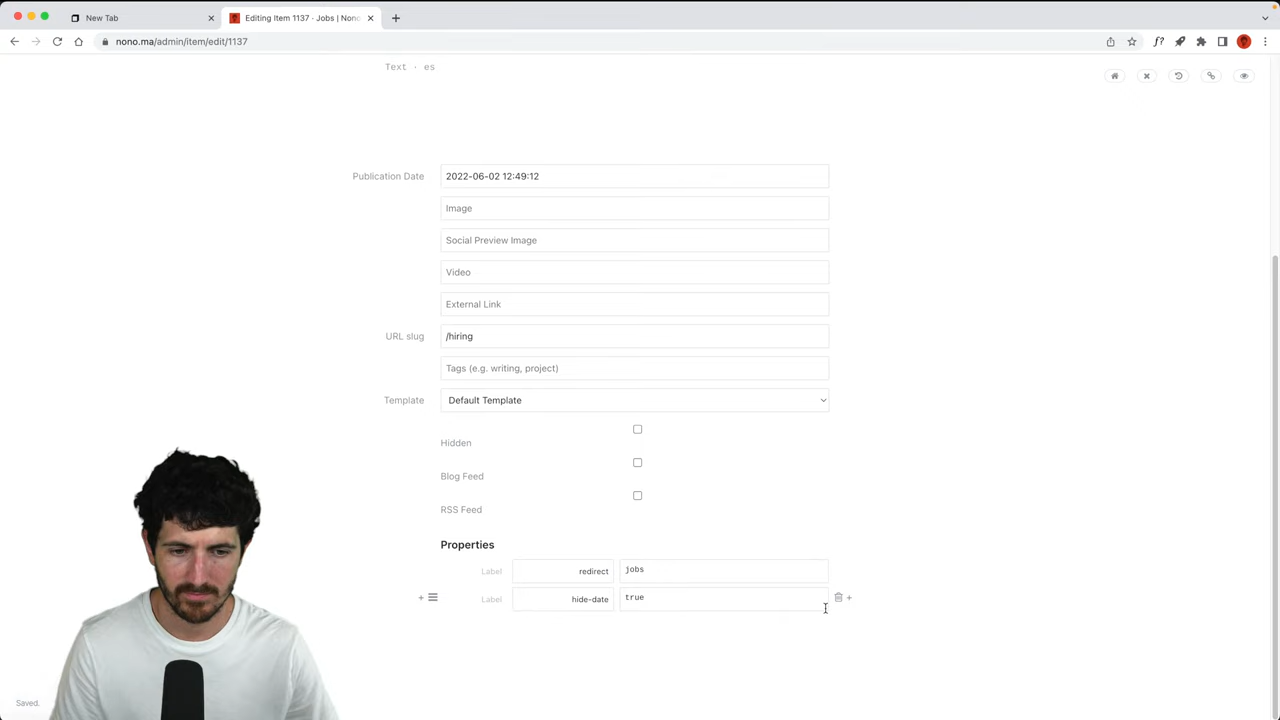 New Tab
Editing Item 1137 · Jobs | Nono
nono.ma/admin/item/edit/1137
Text · es
Publication Date
2022-06-02 12:49:12
Image
Social Preview Image
Video
External Link
URL slug
/hiring
Tags (e.g. writing, project)
Template
Default Template
Hidden
Blog Feed
RSS Feed
Properties
Label redirect jobs
Label hide-date true
Saved.